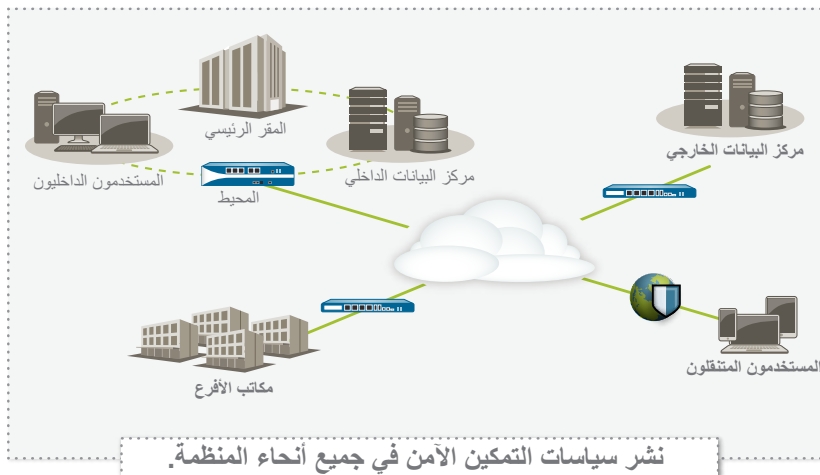 المقر الرئيسي
مركز البيانات الخارجي
مركز البيانات الداخلي
المستخدمون الداخليون
المحيط
المستخدمون المتنقلون
مكاتب الأفرع
نشر سياسات التمكين الآمن في جميع أنحاء المنظمة.